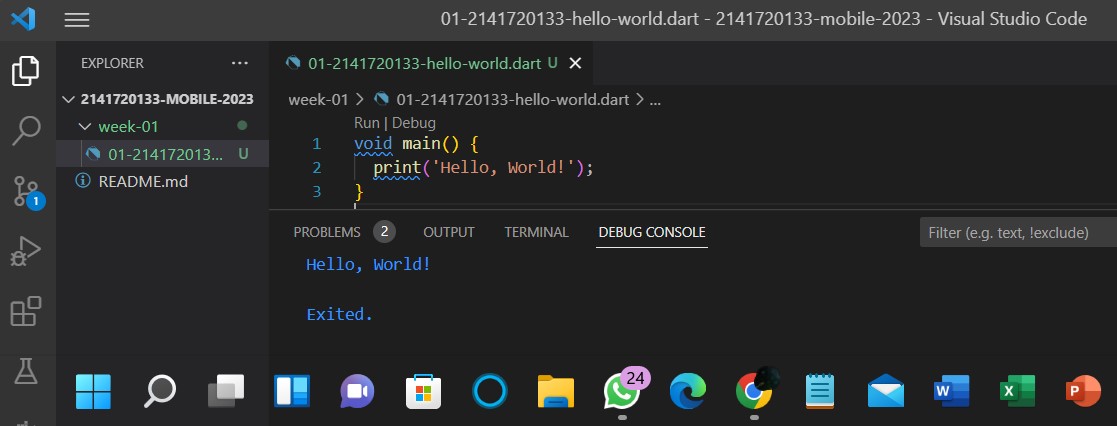 01-2141720133-hello-world.dart - 2141720133-mobile-2023 - Visual Studio Code
EXPLORER
2141720133-MOBILE-2023
week-01
01-214172013... U
README.md
1
01-2141720133-hello-world.dart U
week-01 > 01-2141720133-hello-world.dart > ...
Run | Debug
1 void main() {
2 print('Hello, World!');
3 }
PROBLEMS 2 OUTPUT TERMINAL DEBUG CONSOLE Filter (e.g. text, !exclude)
Hello, World!
Exited.
24
W X P